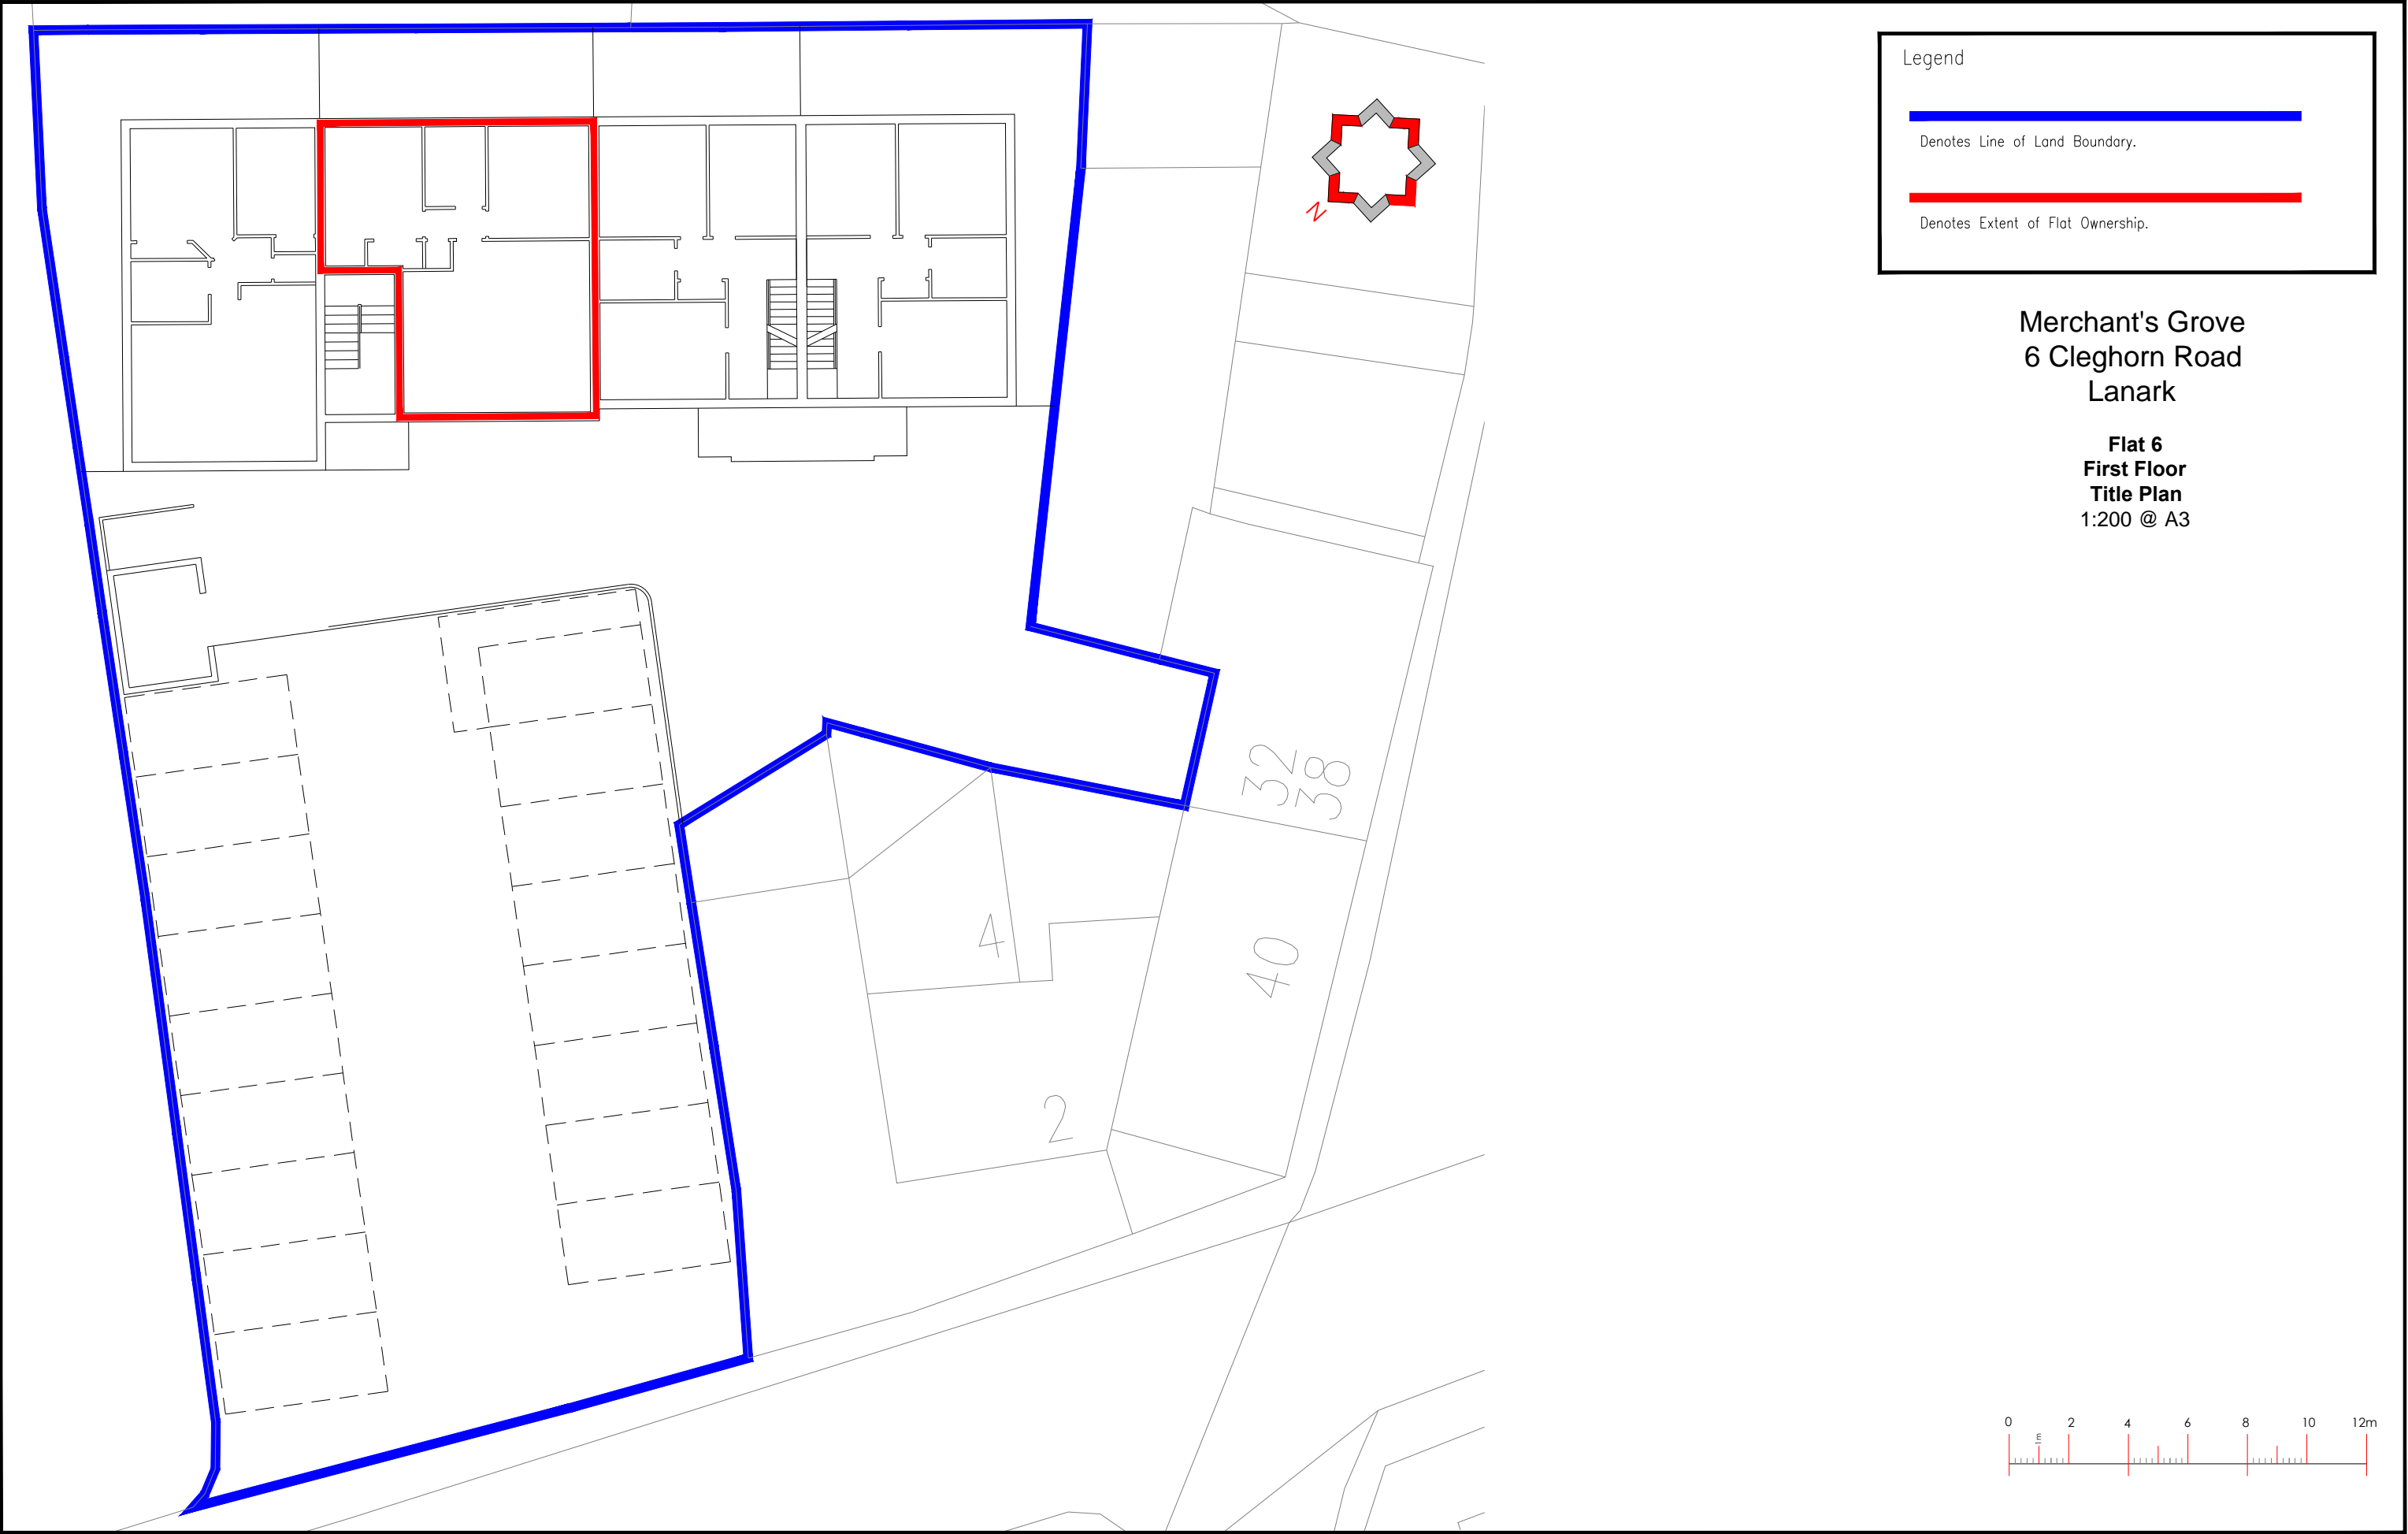 Legend
Denotes Line of Land Boundary.
Denotes Extent of Flat Ownership.
N
Merchant's Grove
6 Cleghorn Road
Lanark
Flat 6
First Floor
Title Plan
1:200 @ A3
32
38
4
40
2
0 2 4 6 8 10 12m
1m